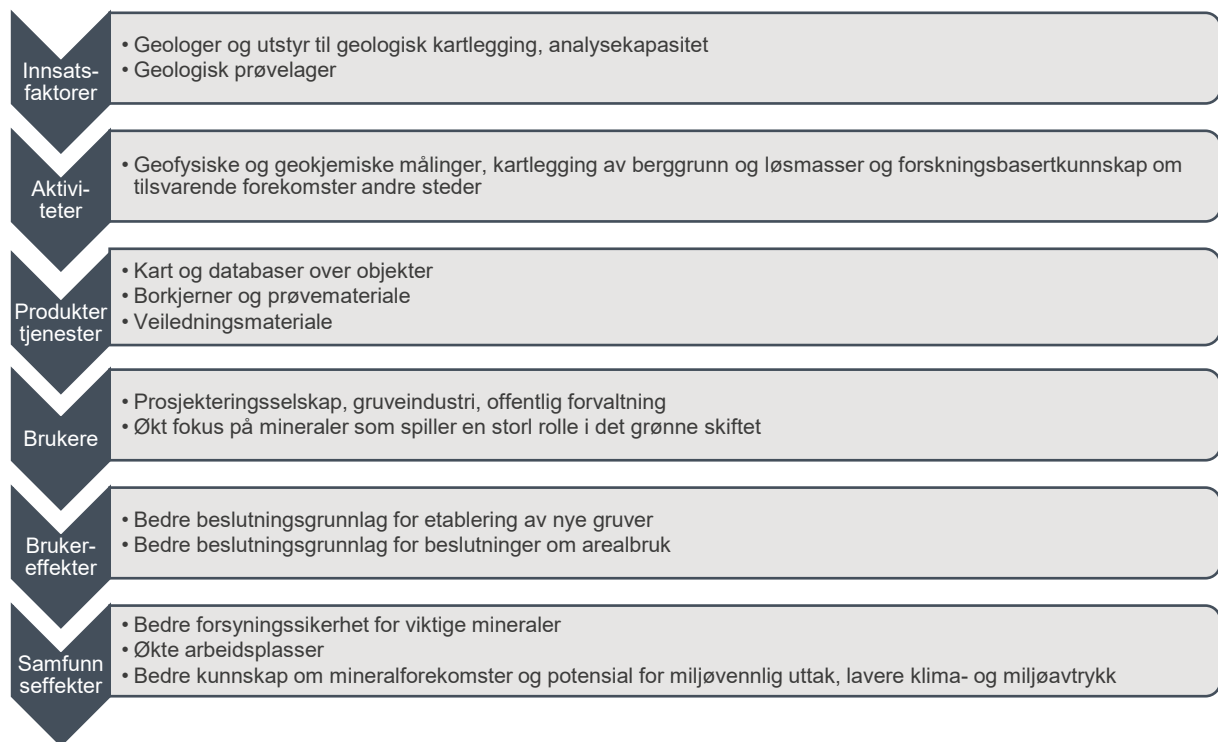 Innsats-
faktorer
• Geologer og utstyr til geologisk kartlegging, analysekapasitet
• Geologisk prøvelager
Aktivi-
teter
• Geofysiske og geokjemiske målinger, kartlegging av berggrunn og løsmasser og forskningsbasertkunnskap om
tilsvarende forekomster andre steder
Produkter
tjenester
• Kart og databaser over objekter
• Borkjerner og prøvemateriale
• Veiledningsmateriale
Brukere
• Prosjekteringsselskap, gruveindustri, offentlig forvaltning
• Økt fokus på mineraler som spiller en storl rolle i det grønne skiftet
Bruker-
effekter
• Bedre beslutningsgrunnlag for etablering av nye gruver
• Bedre beslutningsgrunnlag for beslutninger om arealbruk
Samfunn
seffekter
• Bedre forsyningssikerhet for viktige mineraler
• Økte arbeidsplasser
• Bedre kunnskap om mineralforekomster og potensial for miljøvennlig uttak, lavere klima- og miljøavtrykk